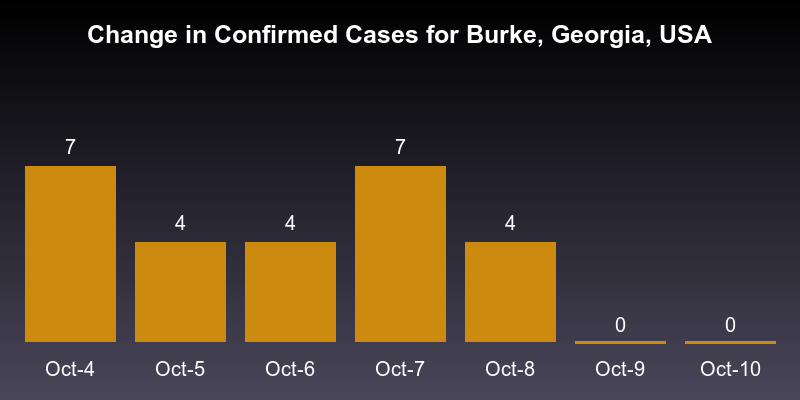 Change in Confirmed Cases for Burke, Georgia, USA
7
4
4
7
4
0
0
Oct-4
Oct-5
Oct-6
Oct-7
Oct-8
Oct-9
Oct-10